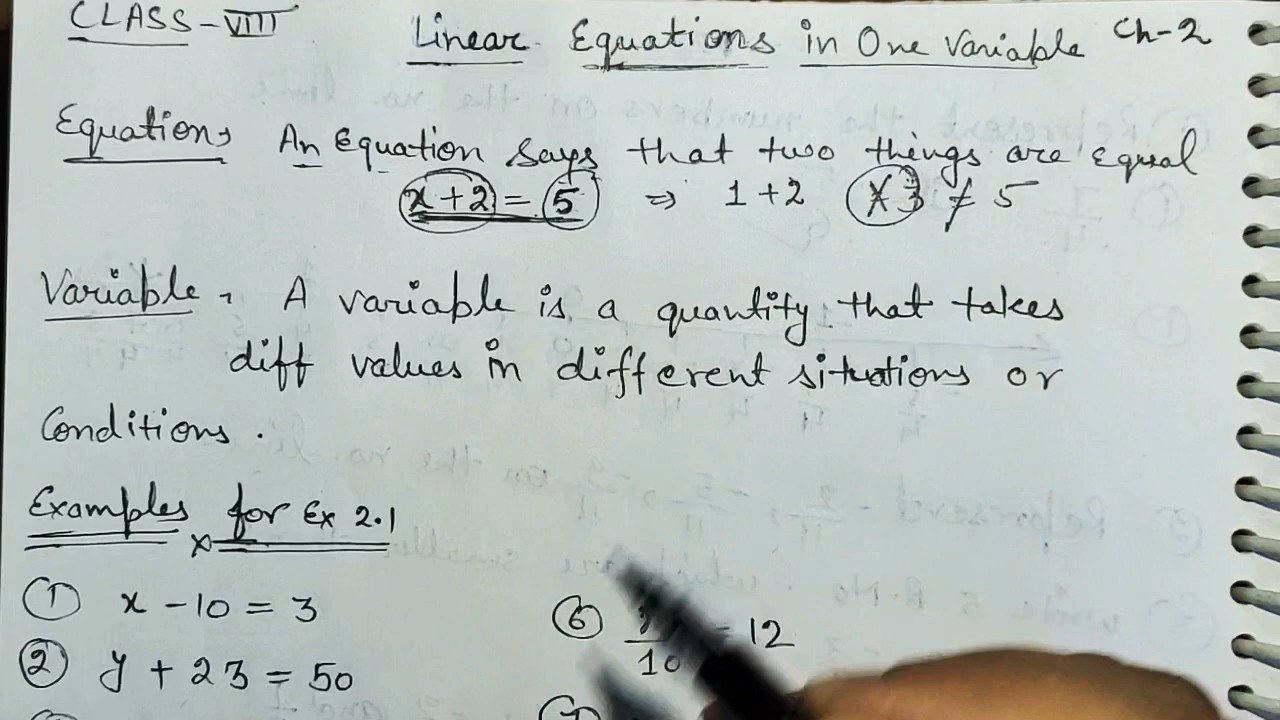 CLASS-VIII
Linear Equations in One Variable Ch-2
Equation, An Equation says that two things are equal
x+2 = 5 ⇒ 1+2 3 ≠ 5
Variable, A variable is a quantity that takes
diff values in different situations or
Conditions.
Examples for Ex 2.1
① x - 10 = 3
② y + 23 = 50
⑥ 10 = 12